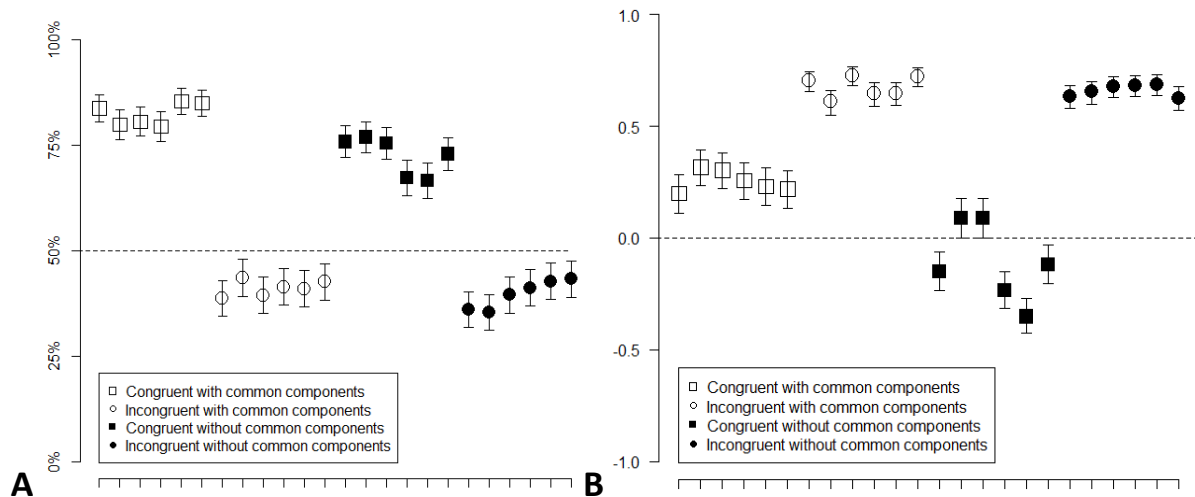 100%
75%
50%
25%
0%
Congruent with common components
Incongruent with common components
Congruent without common components
Incongruent without common components
A
1.0
0.5
0.0
-0.5
-1.0
Congruent with common components
Incongruent with common components
Congruent without common components
Incongruent without common components
B